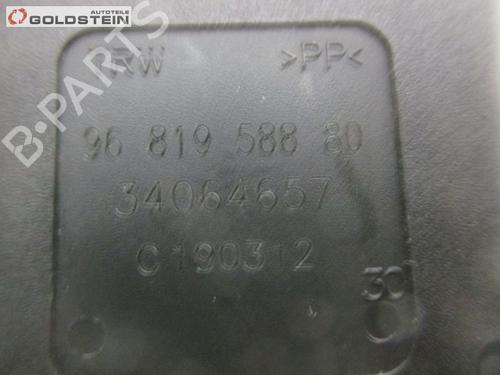 AUTOTEILE
GOLDSTEIN
TRW >PP<
96 819 588 80
34064657
C190312
30
B-PARTS